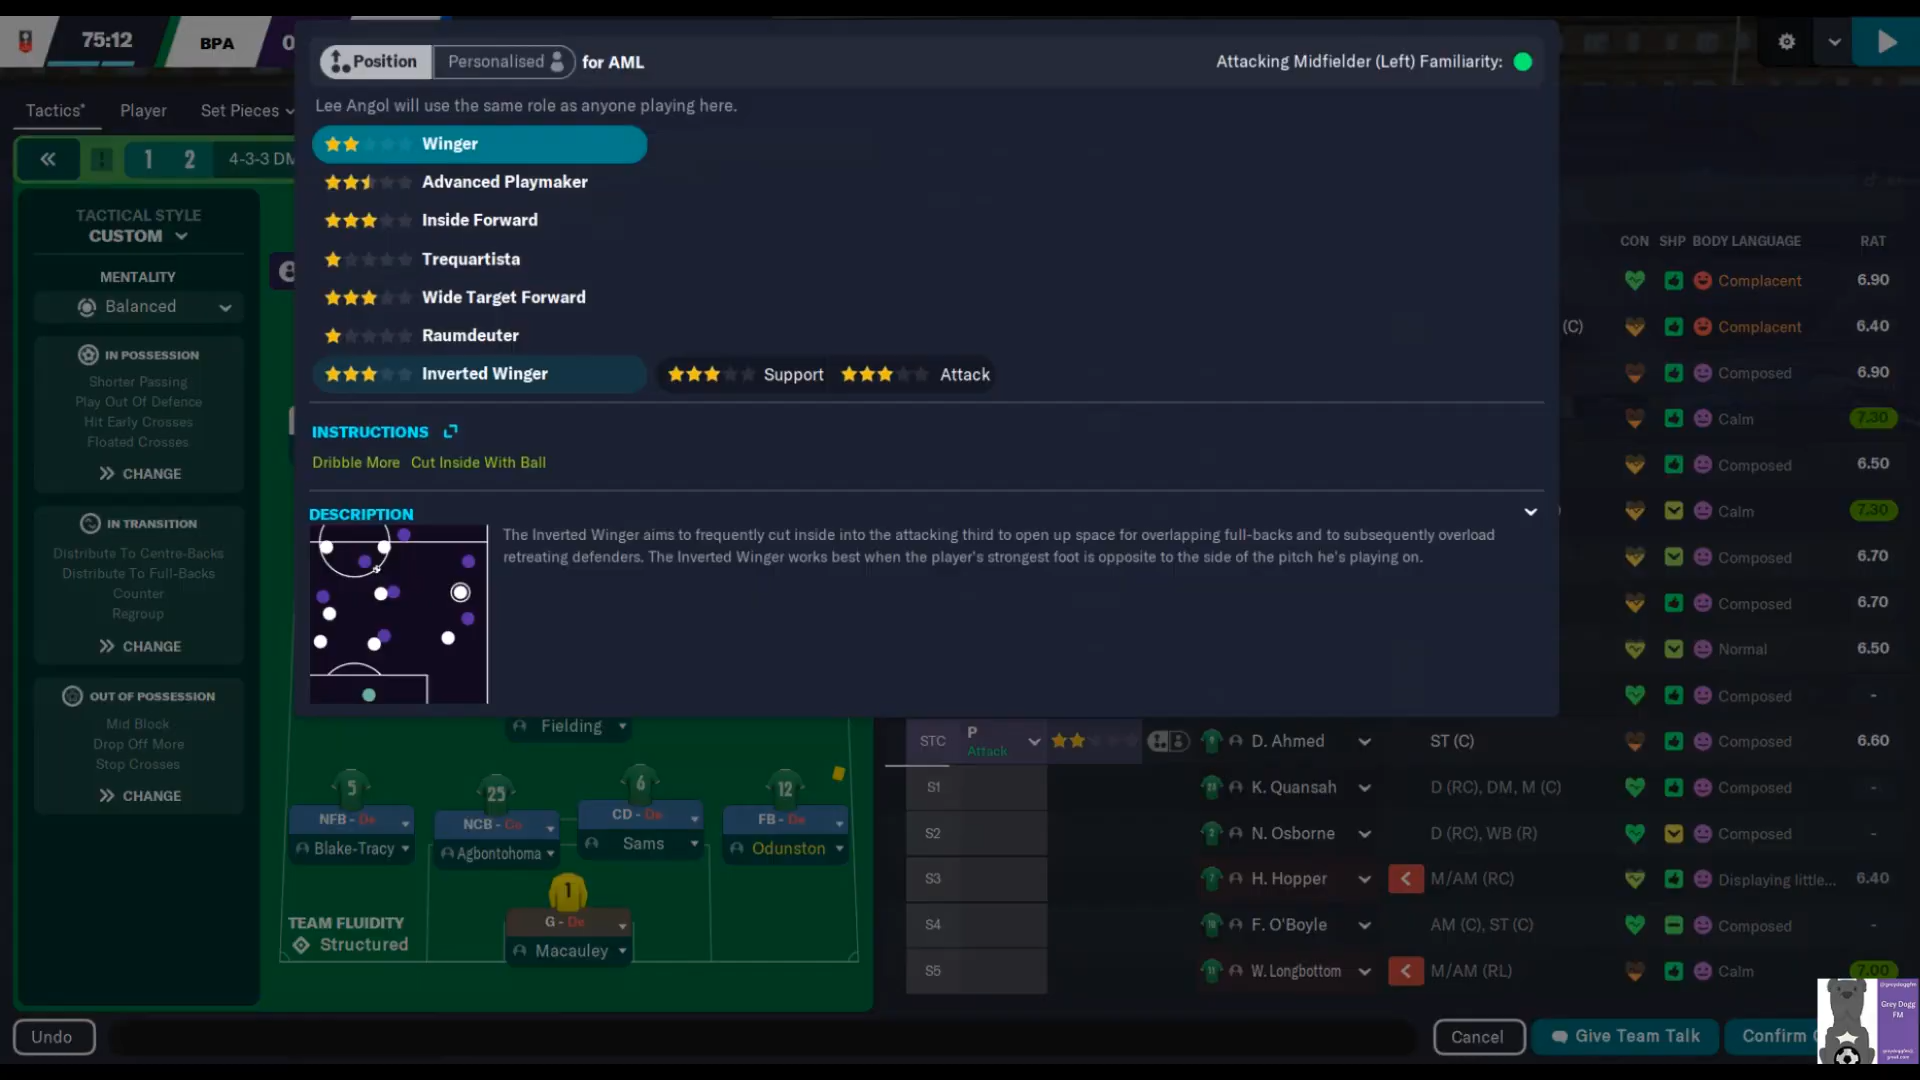 75:12
BPA
0
Position
Personalised
for AML
Attacking Midfielder (Left) Familiarity:
Lee Angol will use the same role as anyone playing here.
Winger
Advanced Playmaker
Inside Forward
Trequartista
Wide Target Forward
Raumdeuter
Inverted Winger
Support
Attack
INSTRUCTIONS
Dribble More Cut Inside With Ball
DESCRIPTION
The Inverted Winger aims to frequently cut inside into the attacking third to open up space for overlapping full-backs and to subsequently overload
retreating defenders. The Inverted Winger works best when the player's strongest foot is opposite to the side of the pitch he's playing on.
Tactics*
Player
Set Pieces
1 2
4-3-3 DM
TACTICAL STYLE
CUSTOM
MENTALITY
Balanced
IN POSSESSION
Shorter Passing
Play Out Of Defence
Hit Early Crosses
Floated Crosses
CHANGE
IN TRANSITION
Distribute To Centre-Backs
Distribute To Full-Backs
Counter
Regroup
CHANGE
OUT OF POSSESSION
Mid Block
Drop Off More
Stop Crosses
CHANGE
Fielding
5
25
6
12
NFB - De
NCB - Co
CD - De
FB - De
Blake-Tracy
Agbontohoma
Sams
Odunston
1
G - De
Macauley
TEAM FLUIDITY
Structured
CON SHP BODY LANGUAGE RAT
Complacent 6.90
(C) Complacent 6.40
Composed 6.90
Calm 7.30
Composed 6.50
Calm 7.30
Composed 6.70
Composed 6.70
Normal 6.50
Composed -
STC P Attack D. Ahmed ST (C) Composed 6.60
S1 K. Quansah D (RC), DM, M (C) Composed -
S2 N. Osborne D (RC), WB (R) Composed -
S3 H. Hopper M/AM (RC) Displaying little... 6.40
S4 F. O'Boyle AM (C), ST (C) Composed -
S5 W. Longbottom M/AM (RL) Calm 7.00
Undo
Cancel
Give Team Talk
Confirm
Grey Dogg
FM